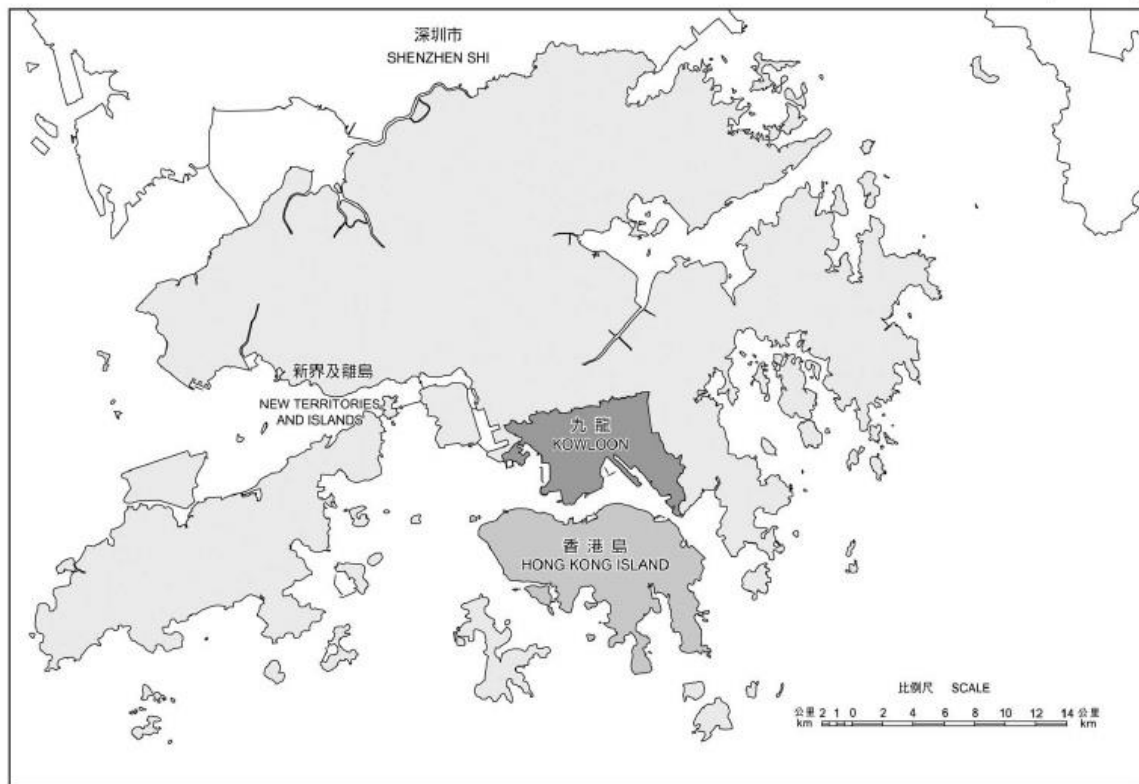 深圳市
SHENZHEN SHI
新界及離島
NEW TERRITORIES
AND ISLANDS
九龍
KOWLOON
香港島
HONG KONG ISLAND
比例尺 SCALE
公里 2 1 0 2 4 6 8 10 12 14 公里
km km